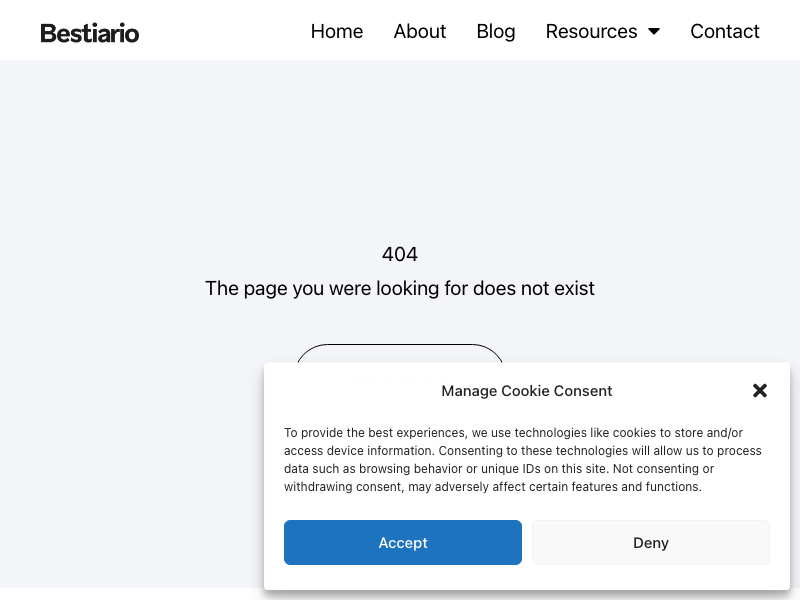 Bestiario
Home
About
Blog
Resources
Contact
404
The page you were looking for does not exist
Manage Cookie Consent
To provide the best experiences, we use technologies like cookies to store and/or
access device information. Consenting to these technologies will allow us to process
data such as browsing behavior or unique IDs on this site. Not consenting or
withdrawing consent, may adversely affect certain features and functions.
Accept
Deny